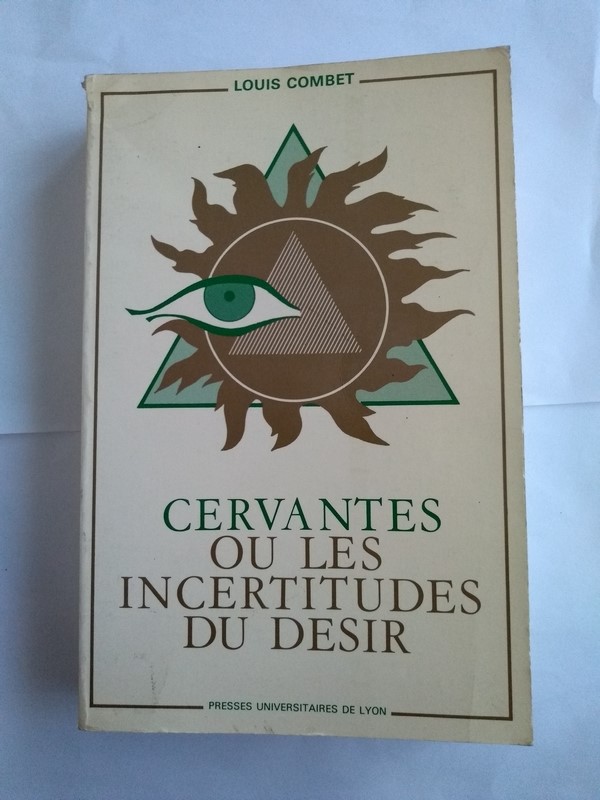 LOUIS COMBET
CERVANTES
OU LES
INCERTITUDES
DU DESIR
PRESSES UNIVERSITAIRES DE LYON